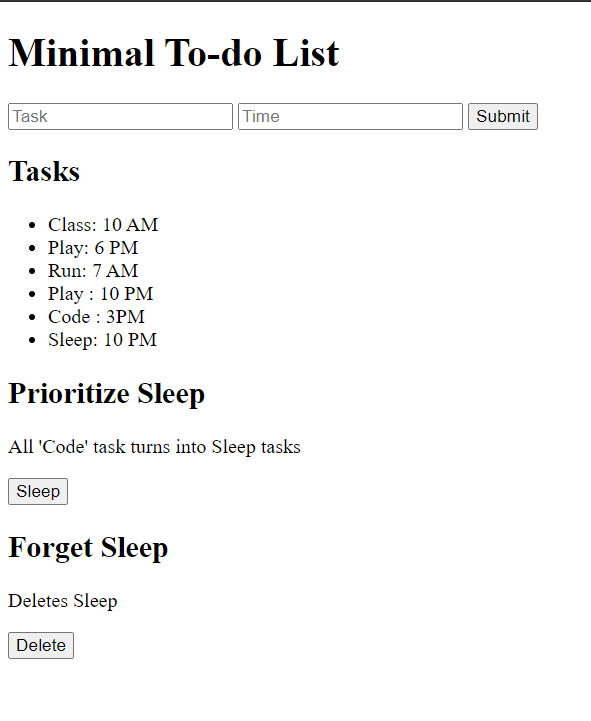 Minimal To-do List
Task Time Submit
Tasks
Class: 10 AM
Play: 6 PM
Run: 7 AM
Play : 10 PM
Code : 3PM
Sleep: 10 PM
Prioritize Sleep
All 'Code' task turns into Sleep tasks
Sleep
Forget Sleep
Deletes Sleep
Delete